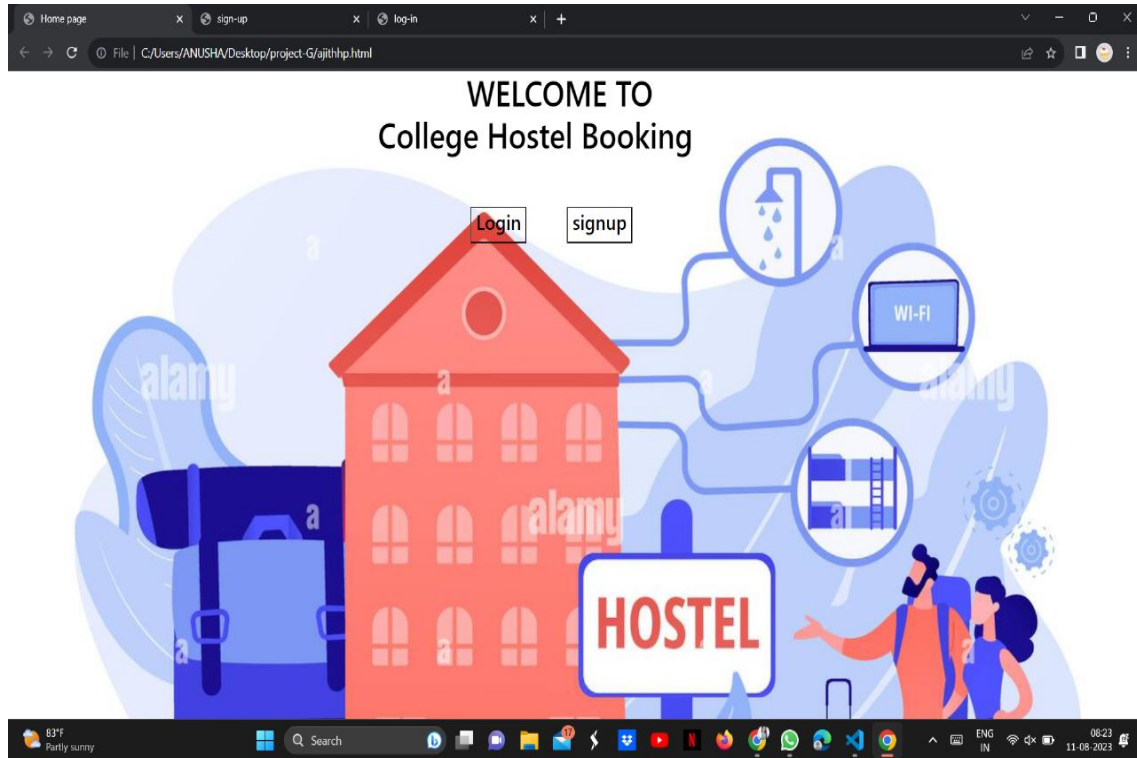 Home page
sign-up
log-in
File | C:/Users/ANUSHA/Desktop/project-G/ajithhp.html
WELCOME TO
College Hostel Booking
Login
signup
WI-FI
a
a
alamy
a
a
alamy
a
alamy
a
HOSTEL
a
a
a
83°F
Partly sunny
Search
17
ENG
IN
08:23
11-08-2023